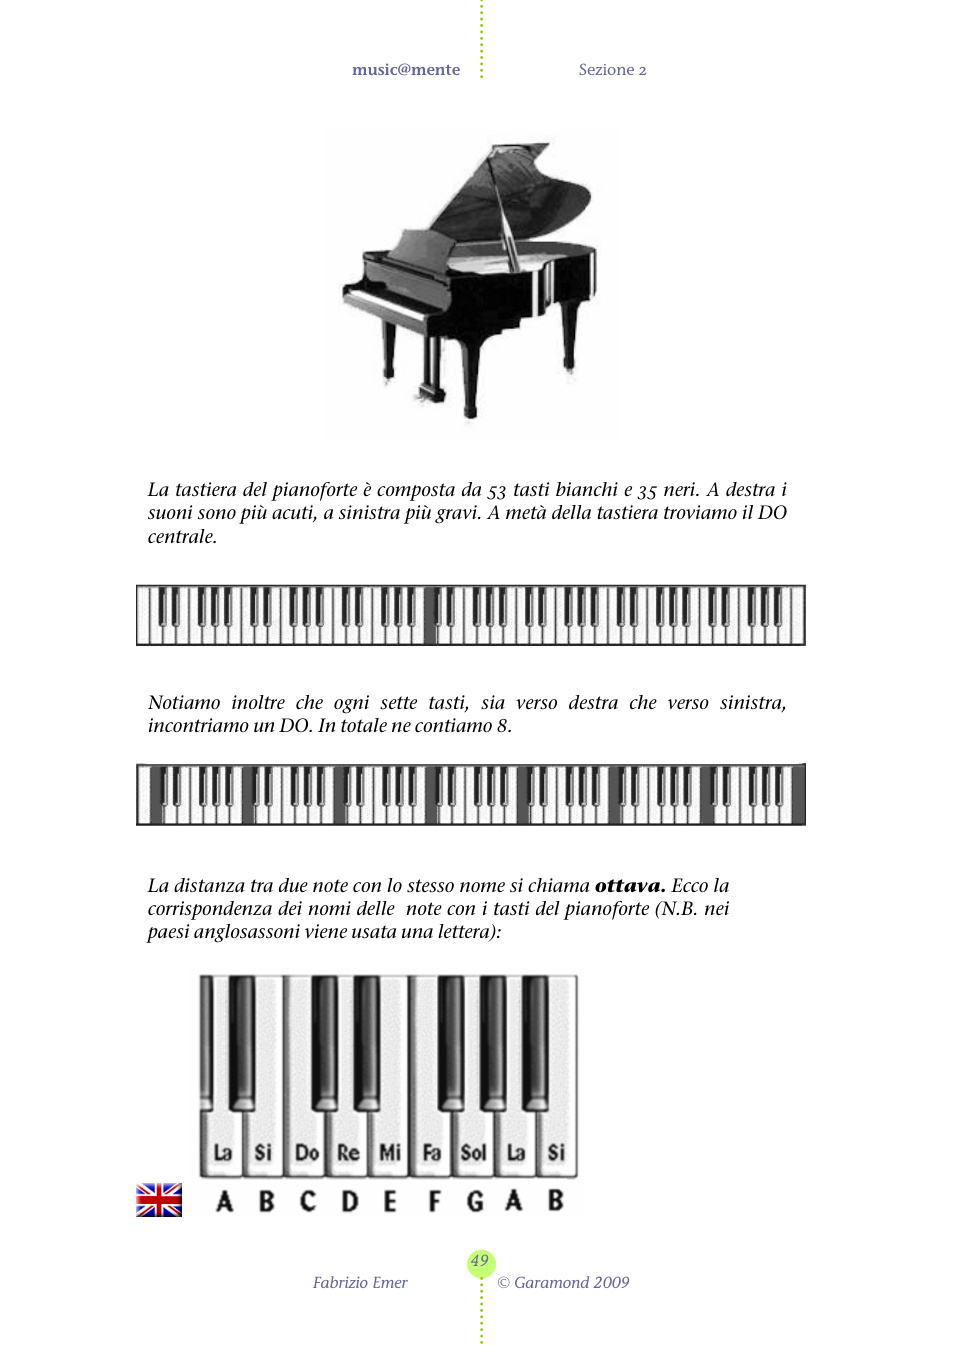 music@mente Sezione 2
La tastiera del pianoforte è composta da 53 tasti bianchi e 35 neri. A destra i
suoni sono più acuti, a sinistra più gravi. A metà della tastiera troviamo il DO
centrale.
Notiamo inoltre che ogni sette tasti, sia verso destra che verso sinistra,
incontriamo un DO. In totale ne contiamo 8.
La distanza tra due note con lo stesso nome si chiama ottava. Ecco la
corrispondenza dei nomi delle note con i tasti del pianoforte (N.B. nei
paesi anglosassoni viene usata una lettera):
La Si Do Re Mi Fa Sol La Si
A B C D E F G A B
49
Fabrizio Emer © Garamond 2009